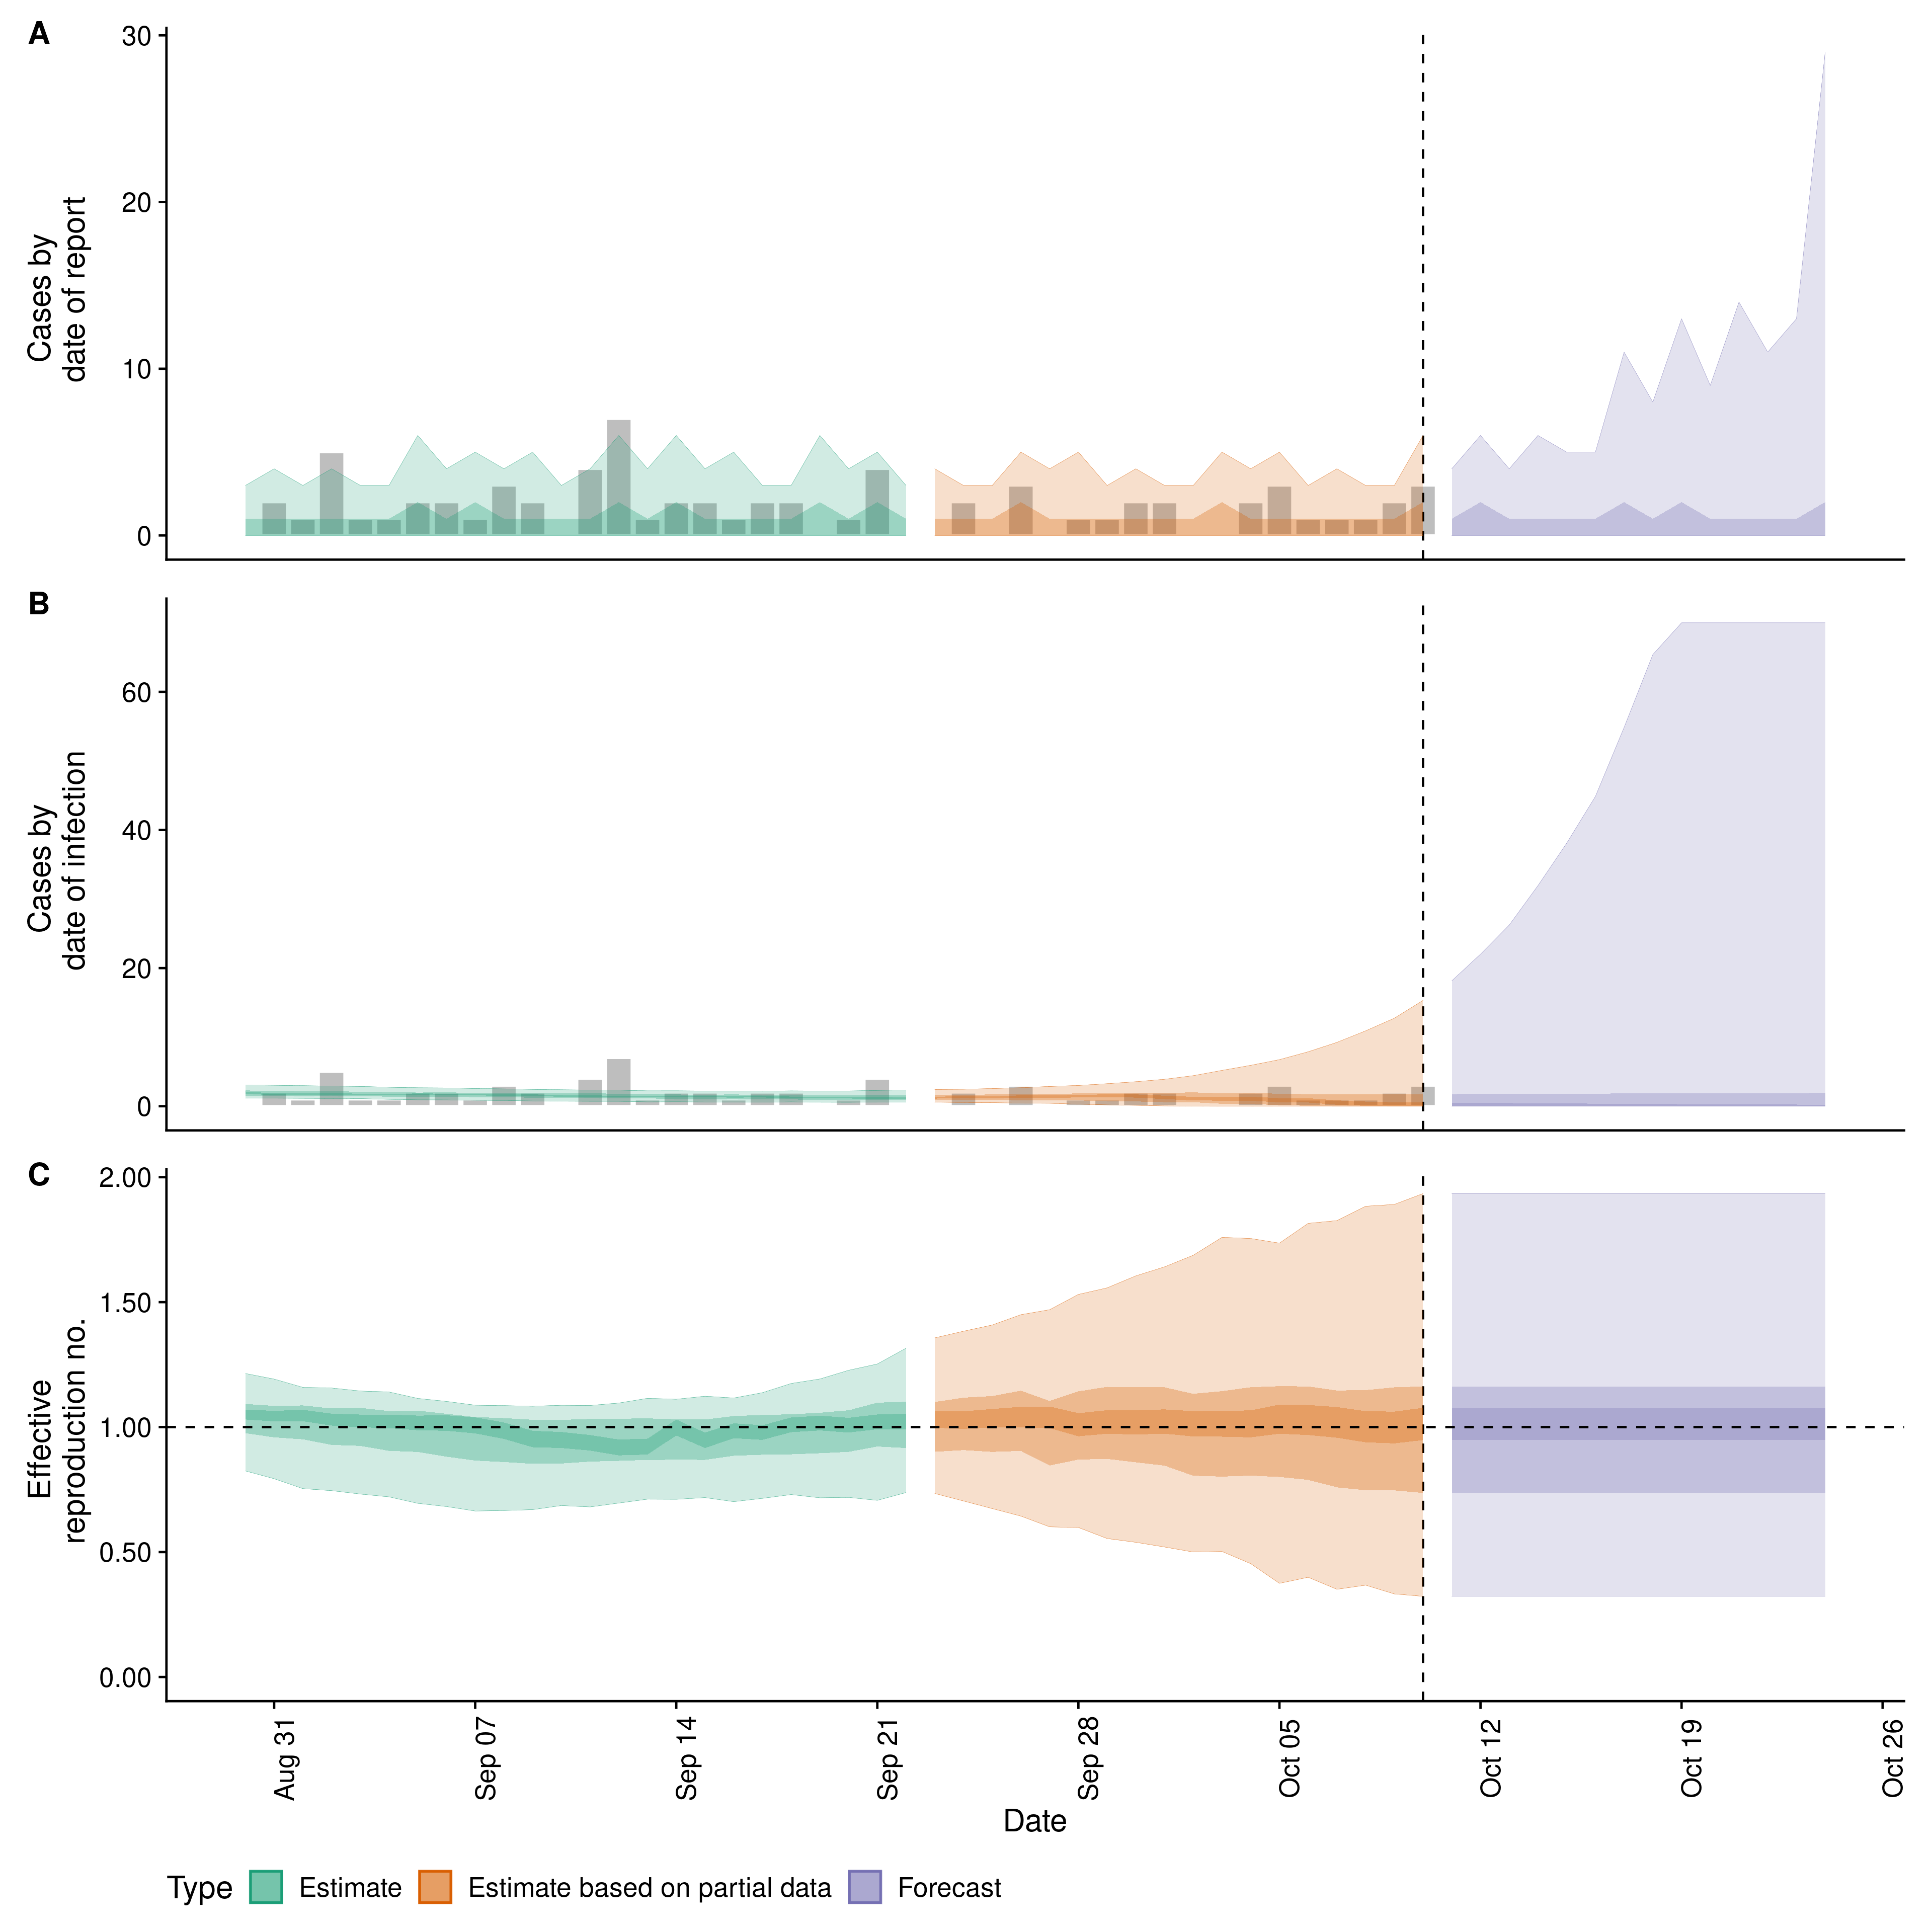 A
30
20
10
0
Cases by
date of report
B
60
40
20
0
Cases by
date of infection
C
2.00
1.50
1.00
0.50
0.00
Effective
reproduction no.
Aug 31
Sep 07
Sep 14
Sep 21
Sep 28
Oct 05
Oct 12
Oct 19
Oct 26
Date
Type Estimate Estimate based on partial data Forecast